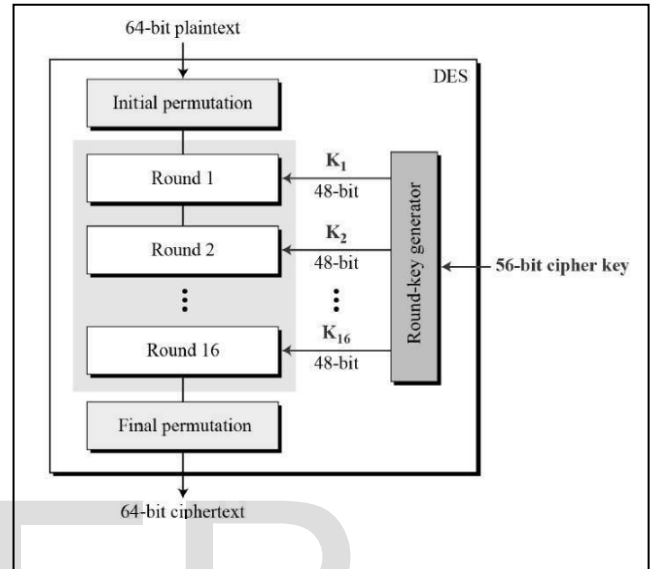 64-bit plaintext
DES
Initial permutation
Round 1
K1
48-bit
Round 2
K2
48-bit
Round 16
K16
48-bit
Round-key generator
56-bit cipher key
Final permutation
64-bit ciphertext